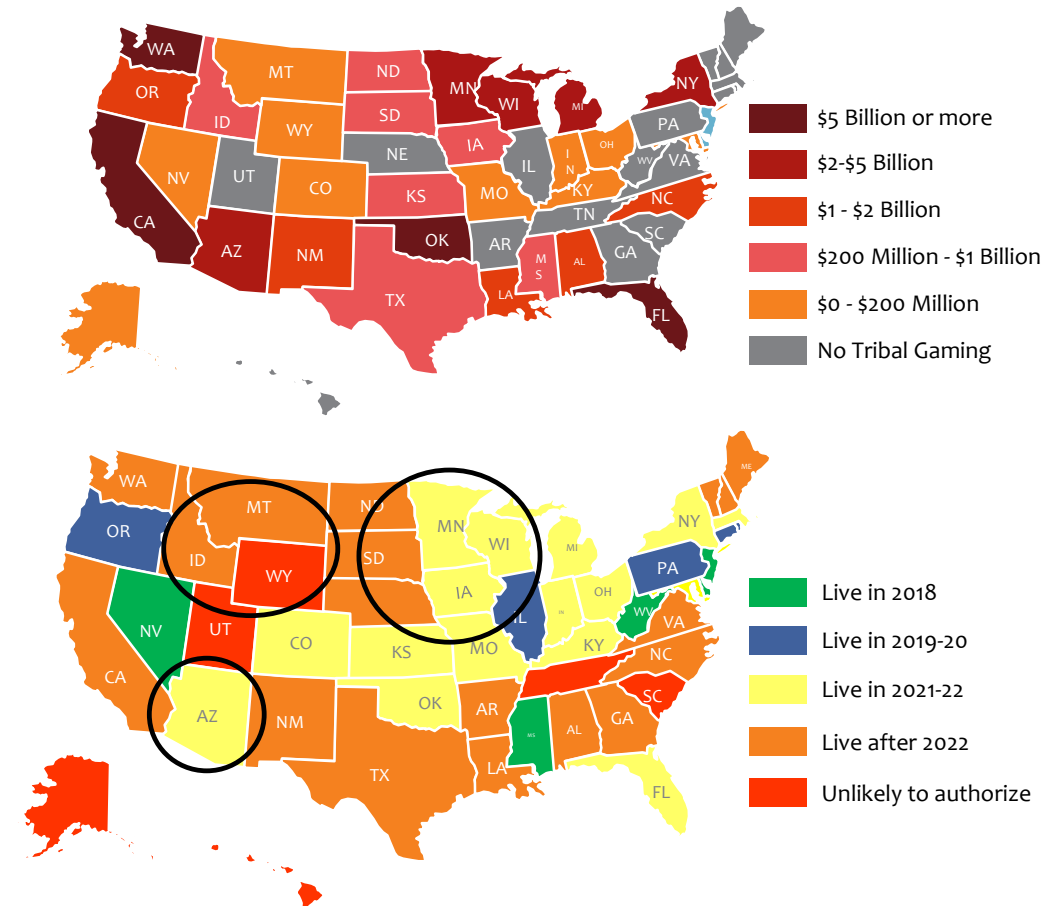 WA
MT
ND
MN
OR
ID
SD
WI
MI
NY
WY
IA
PA
NE
IL
I
N
OH
WV
VA
NV
UT
CO
KS
MO
KY
NC
CA
TN
SC
AZ
NM
OK
AR
M
S
AL
GA
TX
LA
FL
$5 Billion or more
$2-$5 Billion
$1 - $2 Billion
$200 Million - $1 Billion
$0 - $200 Million
No Tribal Gaming
WA
MT
ND
MN
NY
ME
OR
ID
SD
WI
MI
PA
WY
IA
IL
IN
OH
WV
VA
NV
UT
CO
KS
MO
KY
NC
CA
AZ
NM
OK
AR
MS
AL
GA
SC
TX
LA
FL
Live in 2018
Live in 2019-20
Live in 2021-22
Live after 2022
Unlikely to authorize